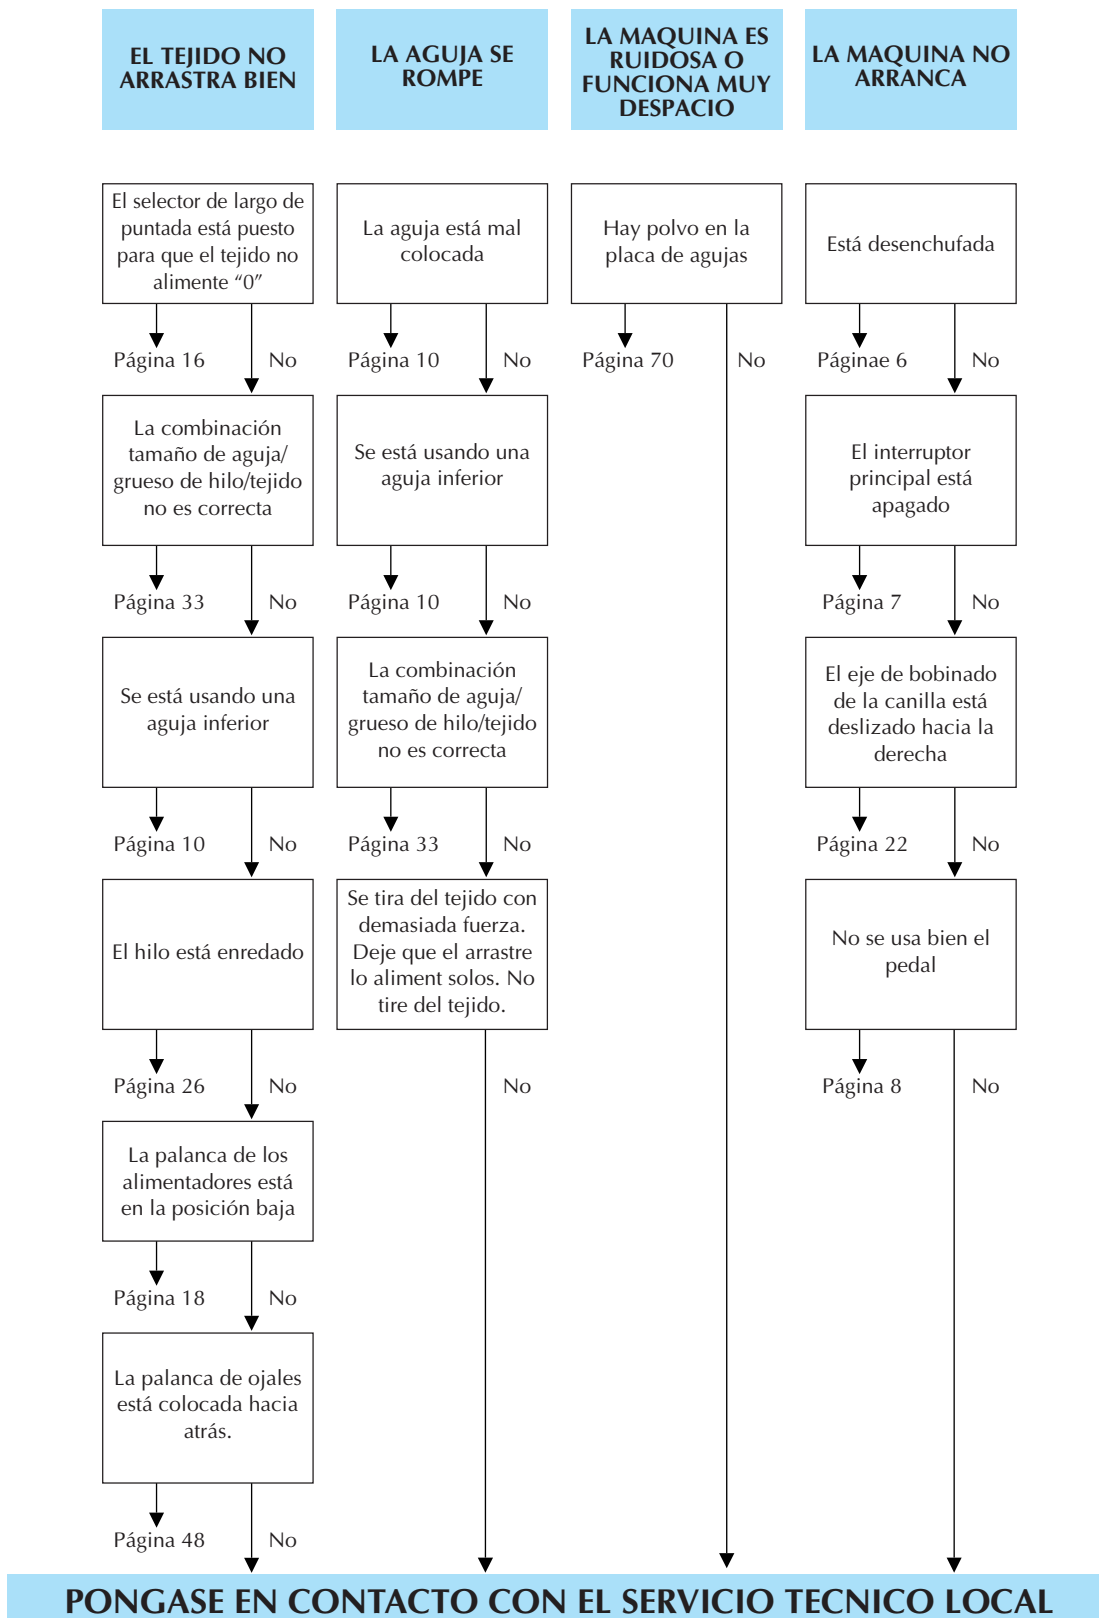 EL TEJIDO NO
ARRASTRA BIEN
El selector de largo de
puntada está puesto
para que el tejido no
alimente “0”
Página 16
No
La combinación
tamaño de aguja/
grueso de hilo/tejido
no es correcta
Página 33
No
Se está usando una
aguja inferior
Página 10
No
El hilo está enredado
Página 26
No
La palanca de los
alimentadores está
en la posición baja
Página 18
No
La palanca de ojales
está colocada hacia
atrás.
Página 48
No
LA AGUJA SE
ROMPE
La aguja está mal
colocada
Página 10
No
Se está usando una
aguja inferior
Página 10
No
La combinación
tamaño de aguja/
grueso de hilo/tejido
no es correcta
Página 33
No
Se tira del tejido con
demasiada fuerza.
Deje que el arrastre
lo aliment solos. No
tire del tejido.
No
LA MAQUINA ES
RUIDOSA O
FUNCIONA MUY
DESPACIO
Hay polvo en la
placa de agujas
Página 70
No
LA MAQUINA NO
ARRANCA
Está desenchufada
Páginae 6
No
El interruptor
principal está
apagado
Página 7
No
El eje de bobinado
de la canilla está
deslizado hacia la
derecha
Página 22
No
No se usa bien el
pedal
Página 8
No
PONGASE EN CONTACTO CON EL SERVICIO TECNICO LOCAL